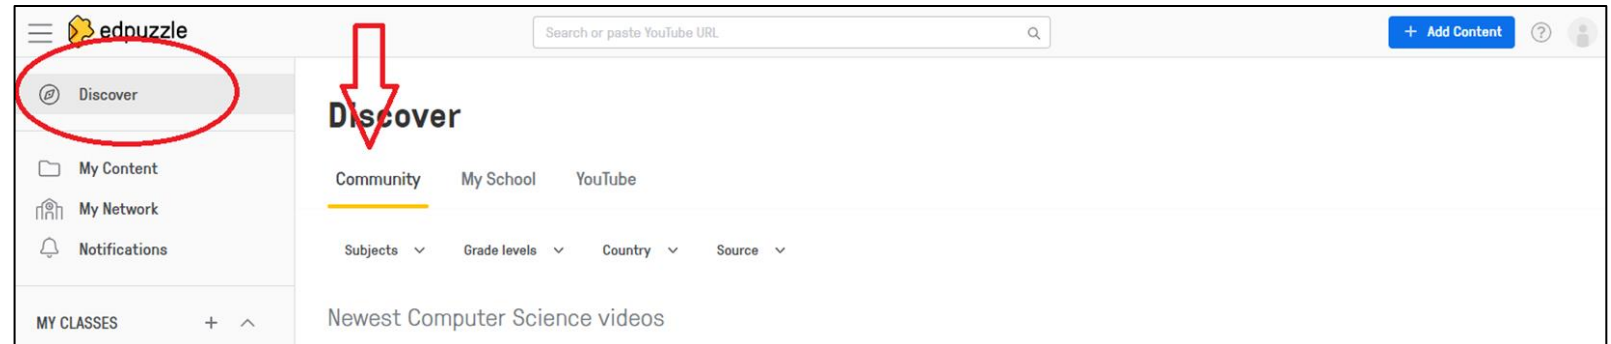 edpuzzle
Search or paste YouTube URL
+ Add Content
?
Discover
Discover
My Content
Community My School YouTube
My Network
Notifications
Subjects Grade levels Country Source
MY CLASSES +
Newest Computer Science videos